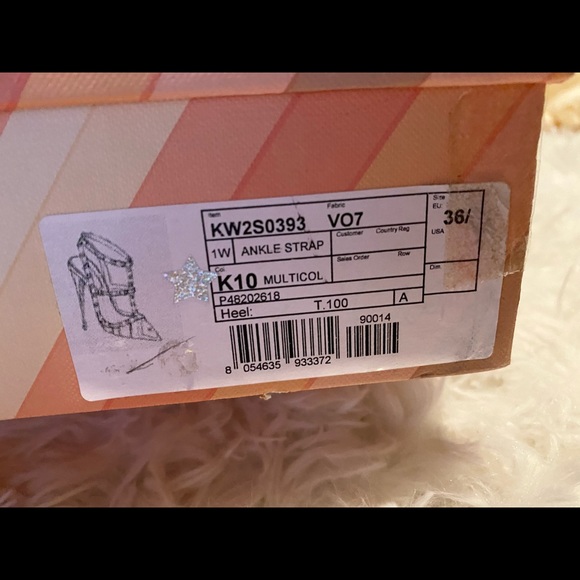 Item Fabric Size
KW2S0393 VO7 EU 36/
1W ANKLE STRAP Customer Country Reg USA
Co. Sales Order Row
K10 MULTICOL. Dim.
P48202618
Heel: T.100 A
90014
8 054635 933372